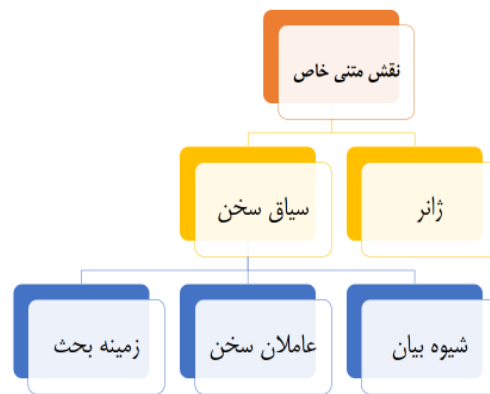 نقش متنی خاص
ژانر
سیاق سخن
شیوه بیان
عاملان سخن
زمینه بحث